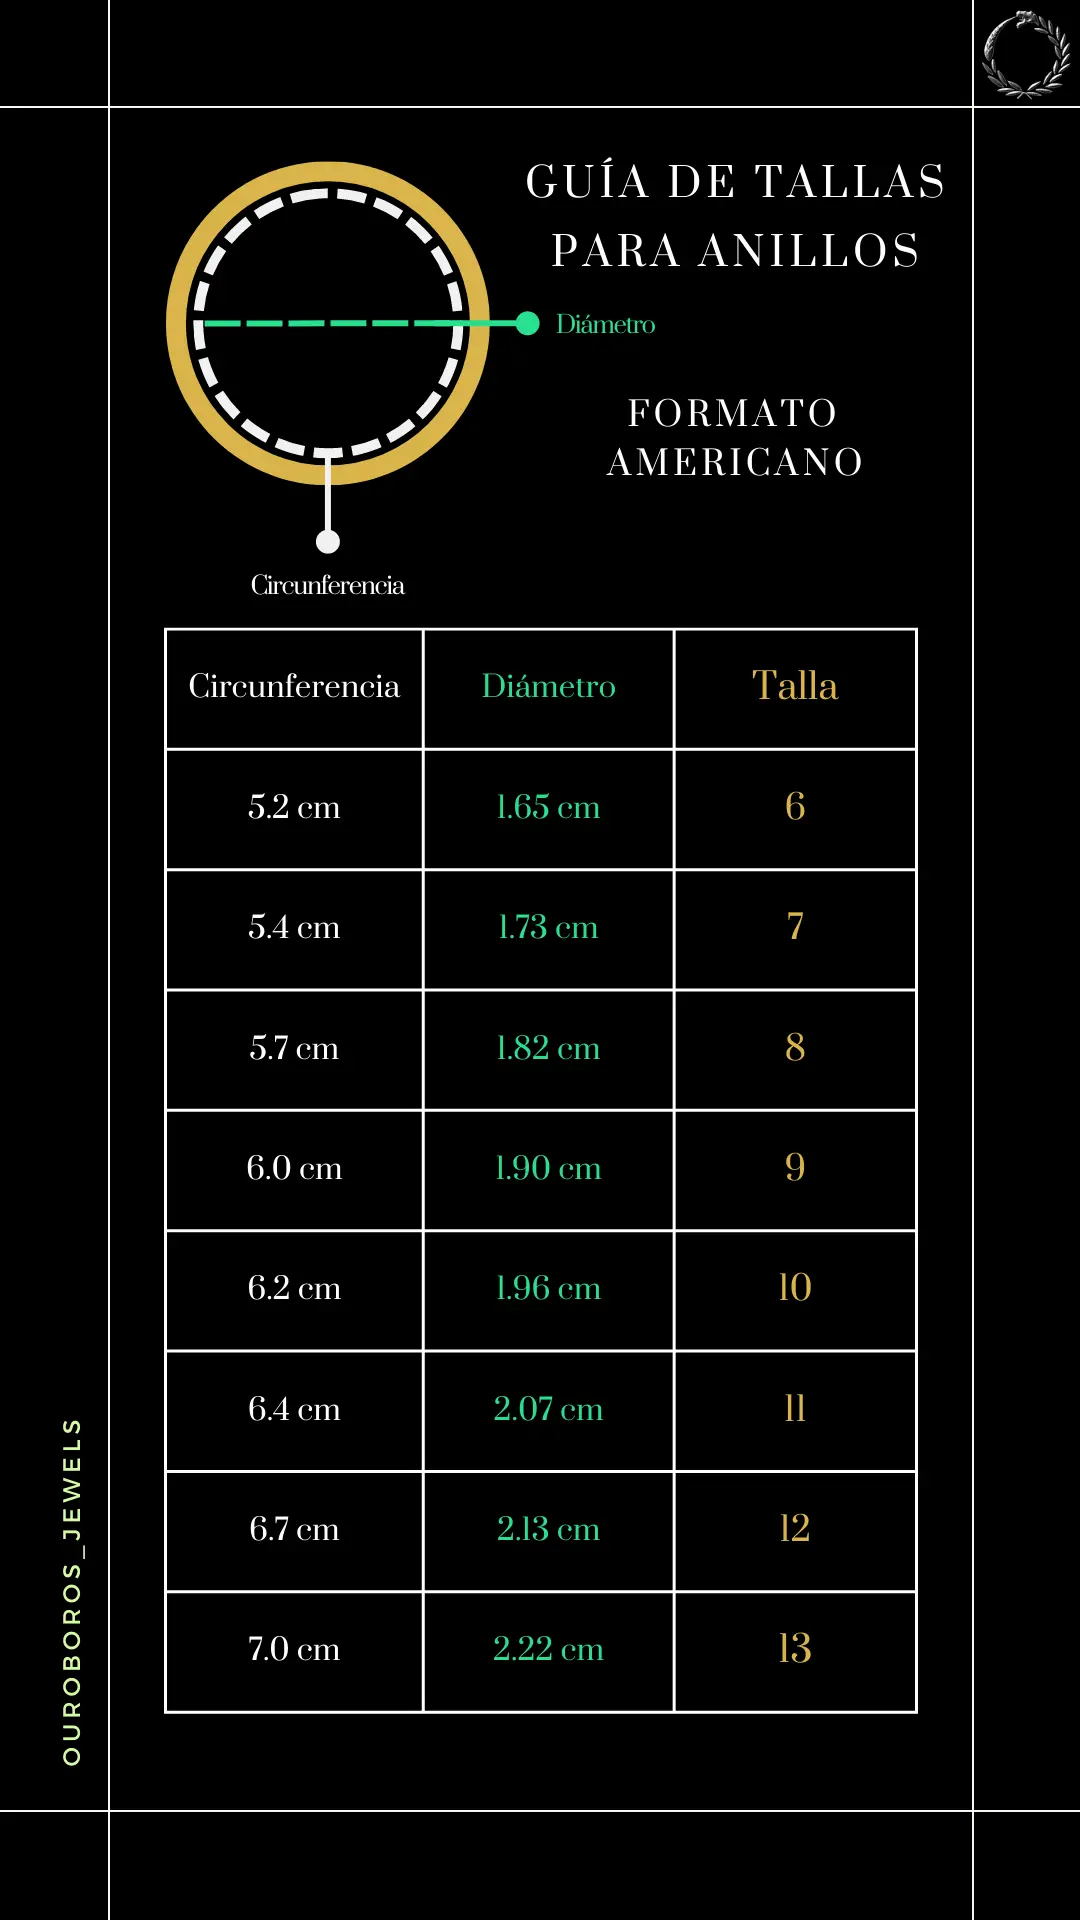 GUÍA DE TALLAS
PARA ANILLOS
Diámetro
FORMATO
AMERICANO
Circunferencia
Circunferencia Diámetro Talla
5.2 cm 1.65 cm 6
5.4 cm 1.73 cm 7
5.7 cm 1.82 cm 8
6.0 cm 1.90 cm 9
6.2 cm 1.96 cm 10
6.4 cm 2.07 cm 11
6.7 cm 2.13 cm 12
7.0 cm 2.22 cm 13
OUROBOROS_JEWELS